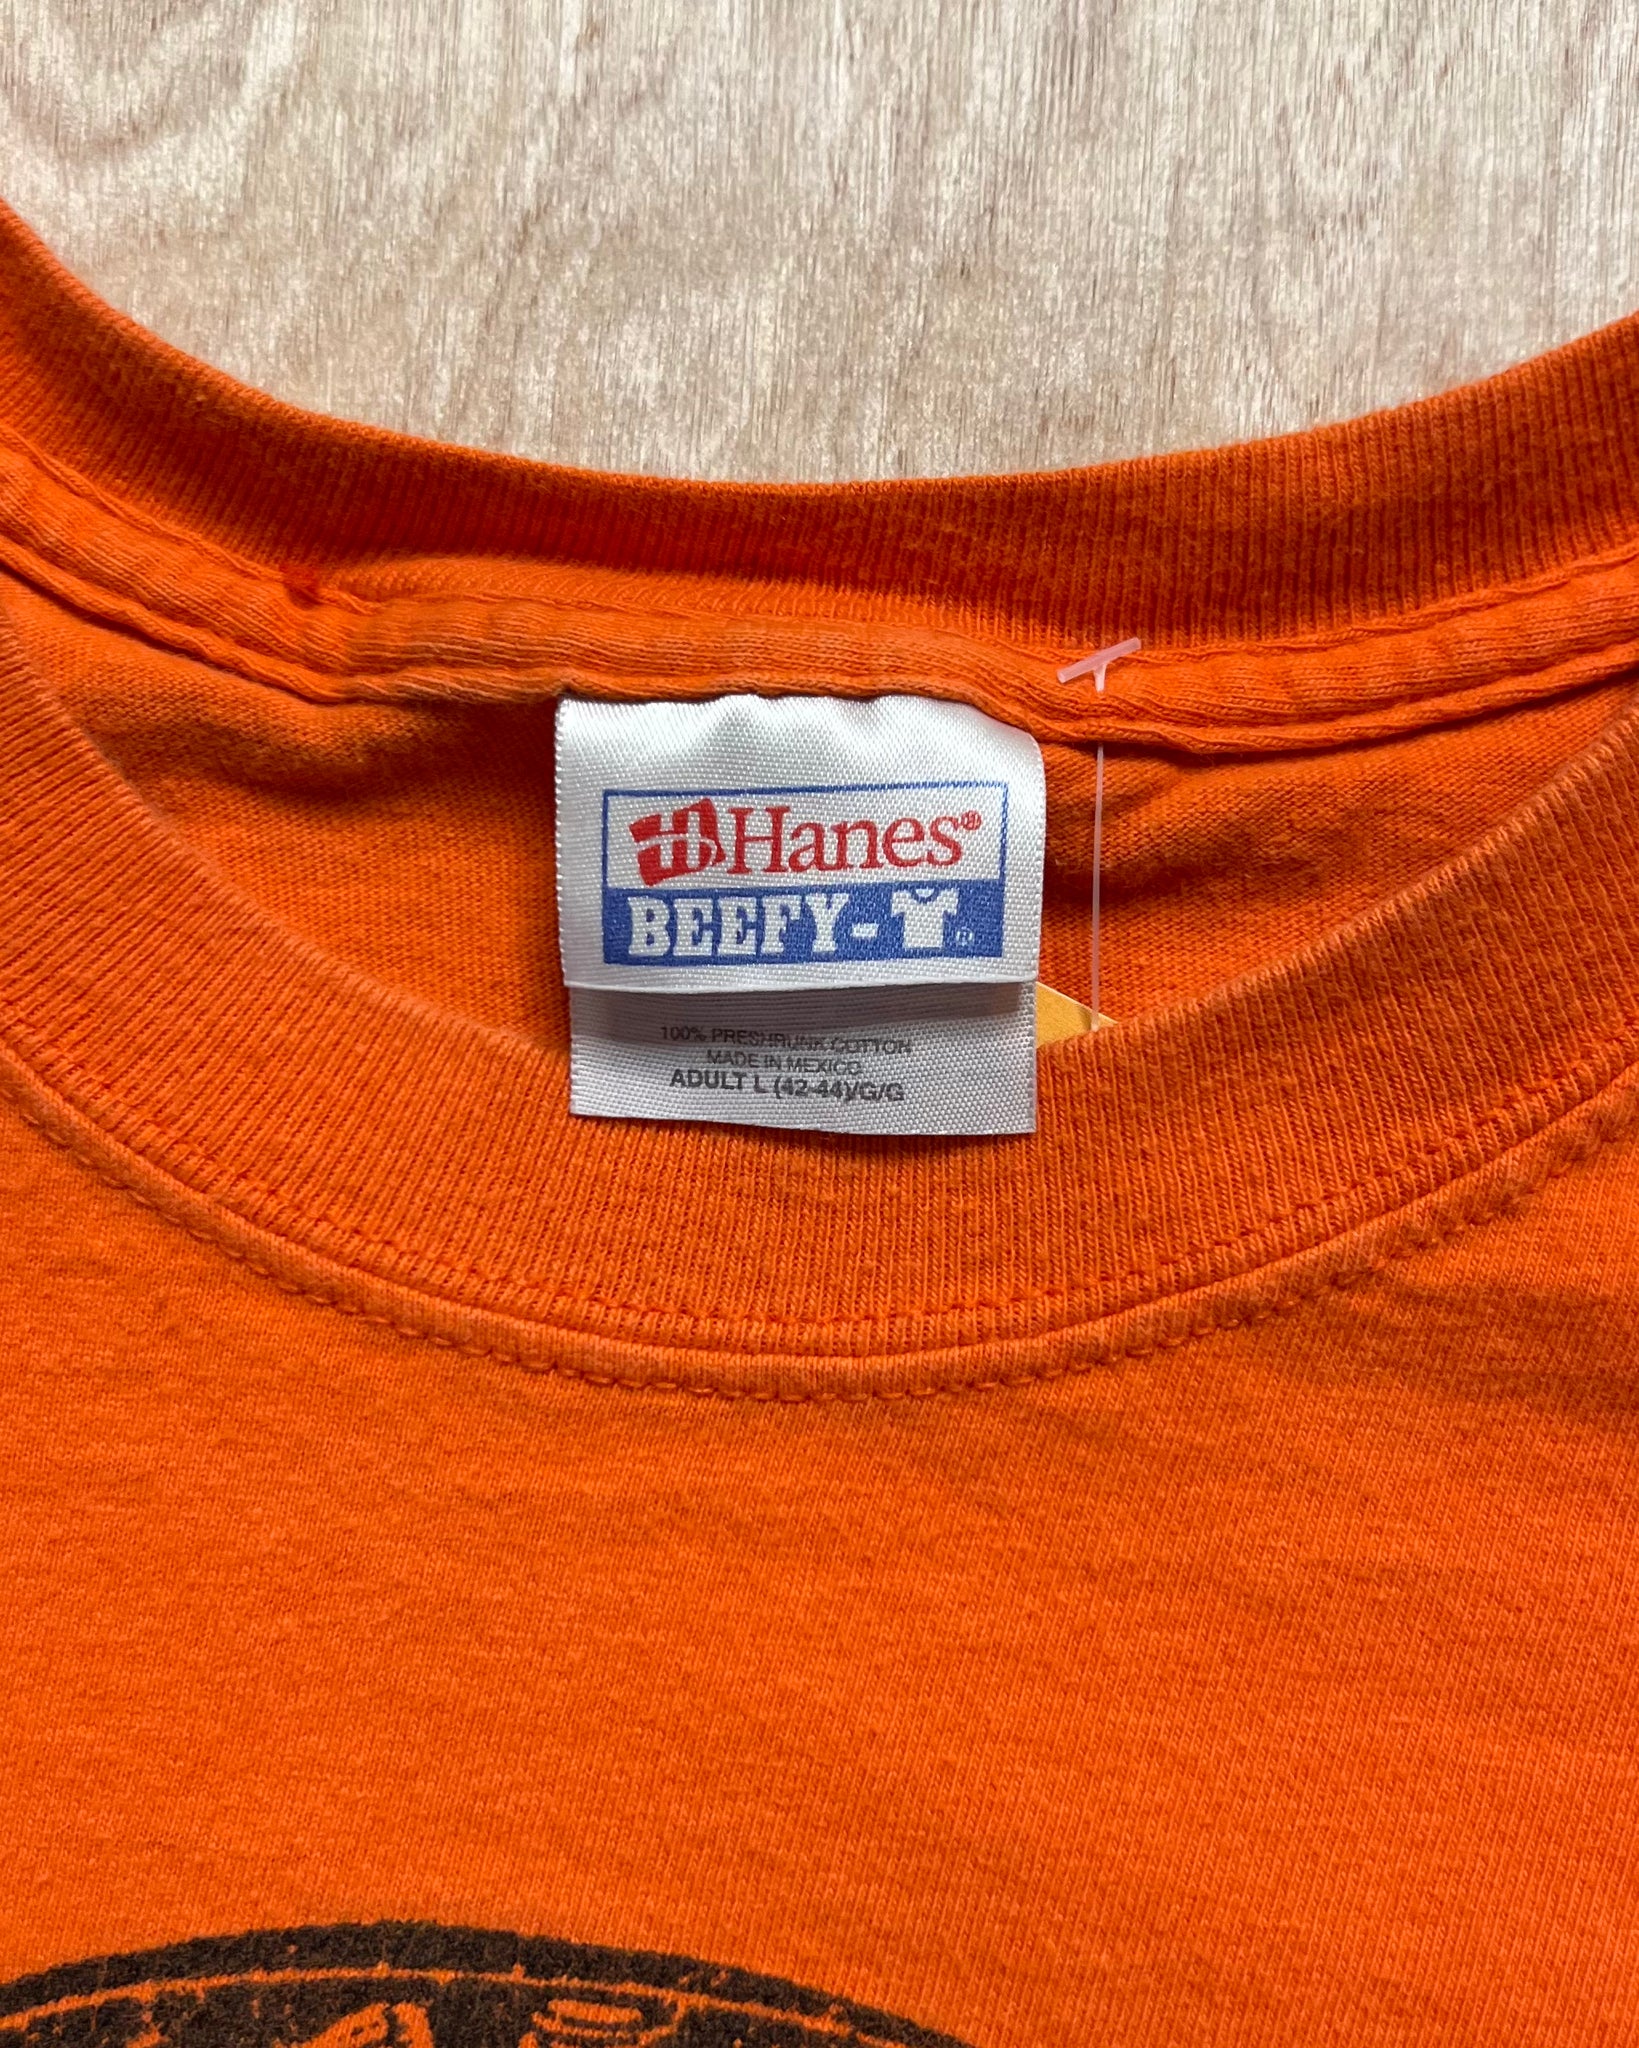 Hanes®
BEEFY-®
100% PRESHRUNK COTTON
MADE IN MEXICO
ADULT L (42-44)/G/G